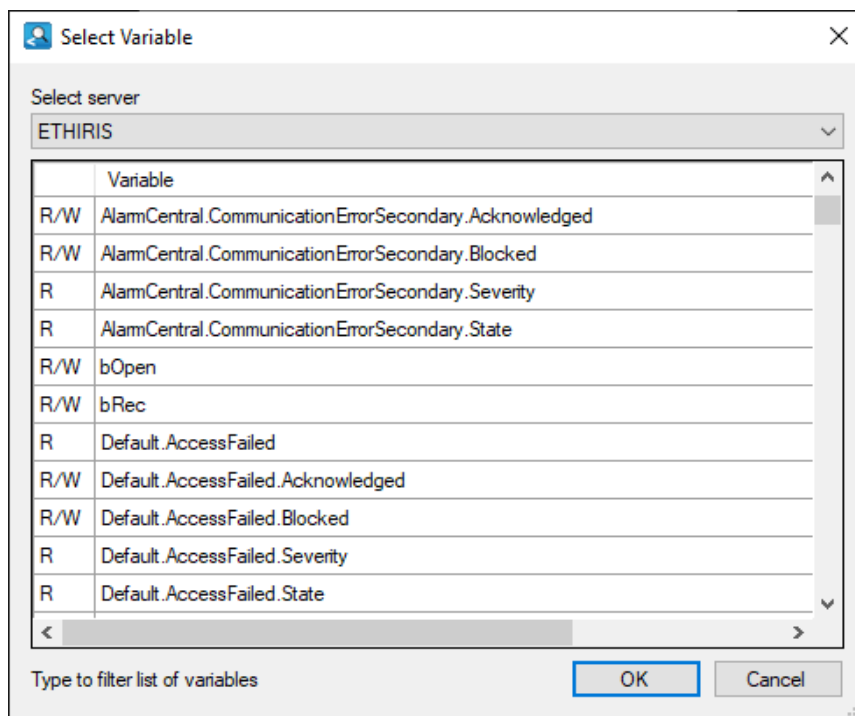 Select Variable
Select server
ETHIRIS
Variable
R/W AlarmCentral.CommunicationErrorSecondary.Acknowledged
R/W AlarmCentral.CommunicationErrorSecondary.Blocked
R AlarmCentral.CommunicationErrorSecondary.Severity
R AlarmCentral.CommunicationErrorSecondary.State
R/W bOpen
R/W bRec
R Default.AccessFailed
R/W Default.AccessFailed.Acknowledged
R/W Default.AccessFailed.Blocked
R Default.AccessFailed.Severity
R Default.AccessFailed.State
Type to filter list of variables OK Cancel